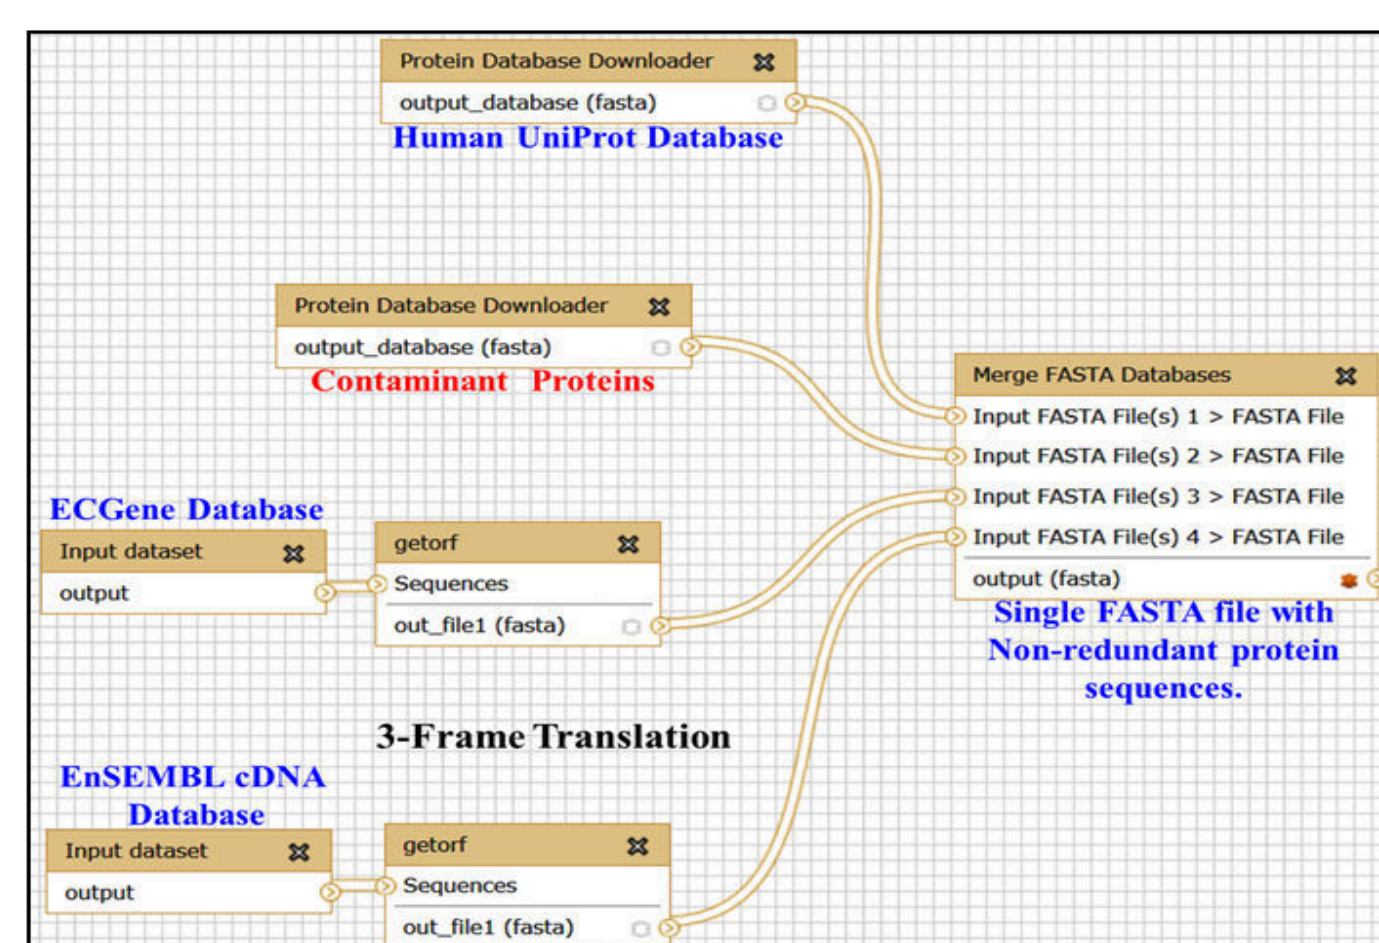 Protein Database Downloader
output_database (fasta)
Human UniProt Database
Protein Database Downloader
output_database (fasta)
Contaminant Proteins
Merge FASTA Databases
Input FASTA File(s) 1 > FASTA File
Input FASTA File(s) 2 > FASTA File
Input FASTA File(s) 3 > FASTA File
Input FASTA File(s) 4 > FASTA File
output (fasta)
Single FASTA file with
Non-redundant protein
sequences.
ECGene Database
Input dataset
output
getorf
Sequences
out_file1 (fasta)
3-Frame Translation
EnSEMBL cDNA
Database
Input dataset
output
getorf
Sequences
out_file1 (fasta)